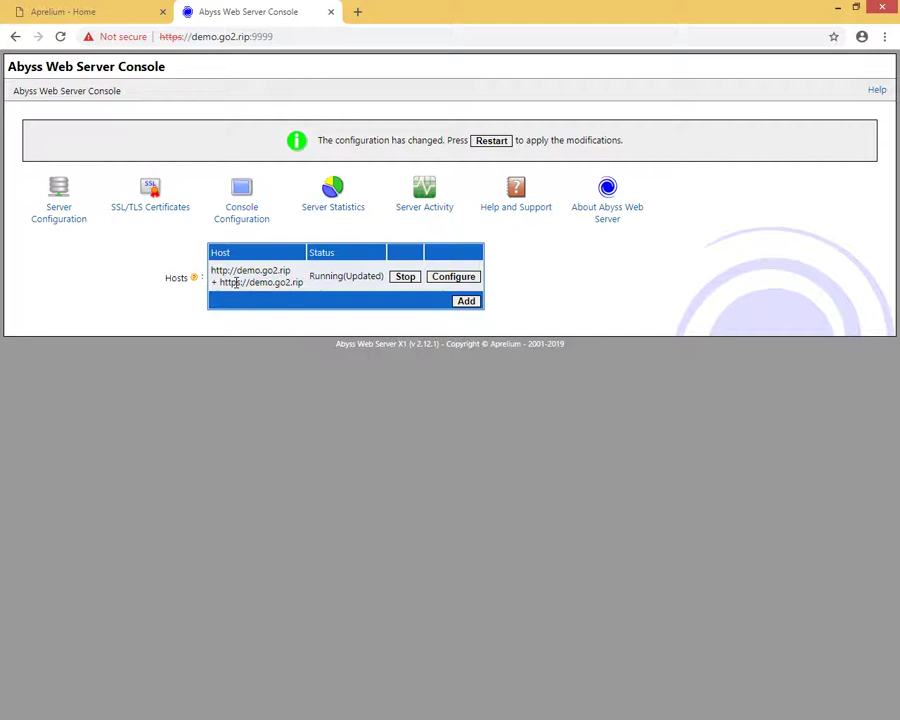 Aprelium - Home
Abyss Web Server Console
Not secure
https://demo.go2.rip:9999
Abyss Web Server Console
Abyss Web Server Console
Help
The configuration has changed. Press Restart to apply the modifications.
Server Configuration
SSL
SSL/TLS Certificates
Console Configuration
Server Statistics
Server Activity
Help and Support
About Abyss Web Server
Host Status
Hosts ? :
http://demo.go2.rip
+ https://demo.go2.rip
Running(Updated)
Stop
Configure
Add
Abyss Web Server X1 (v 2.12.1) - Copyright © Aprelium - 2001-2019